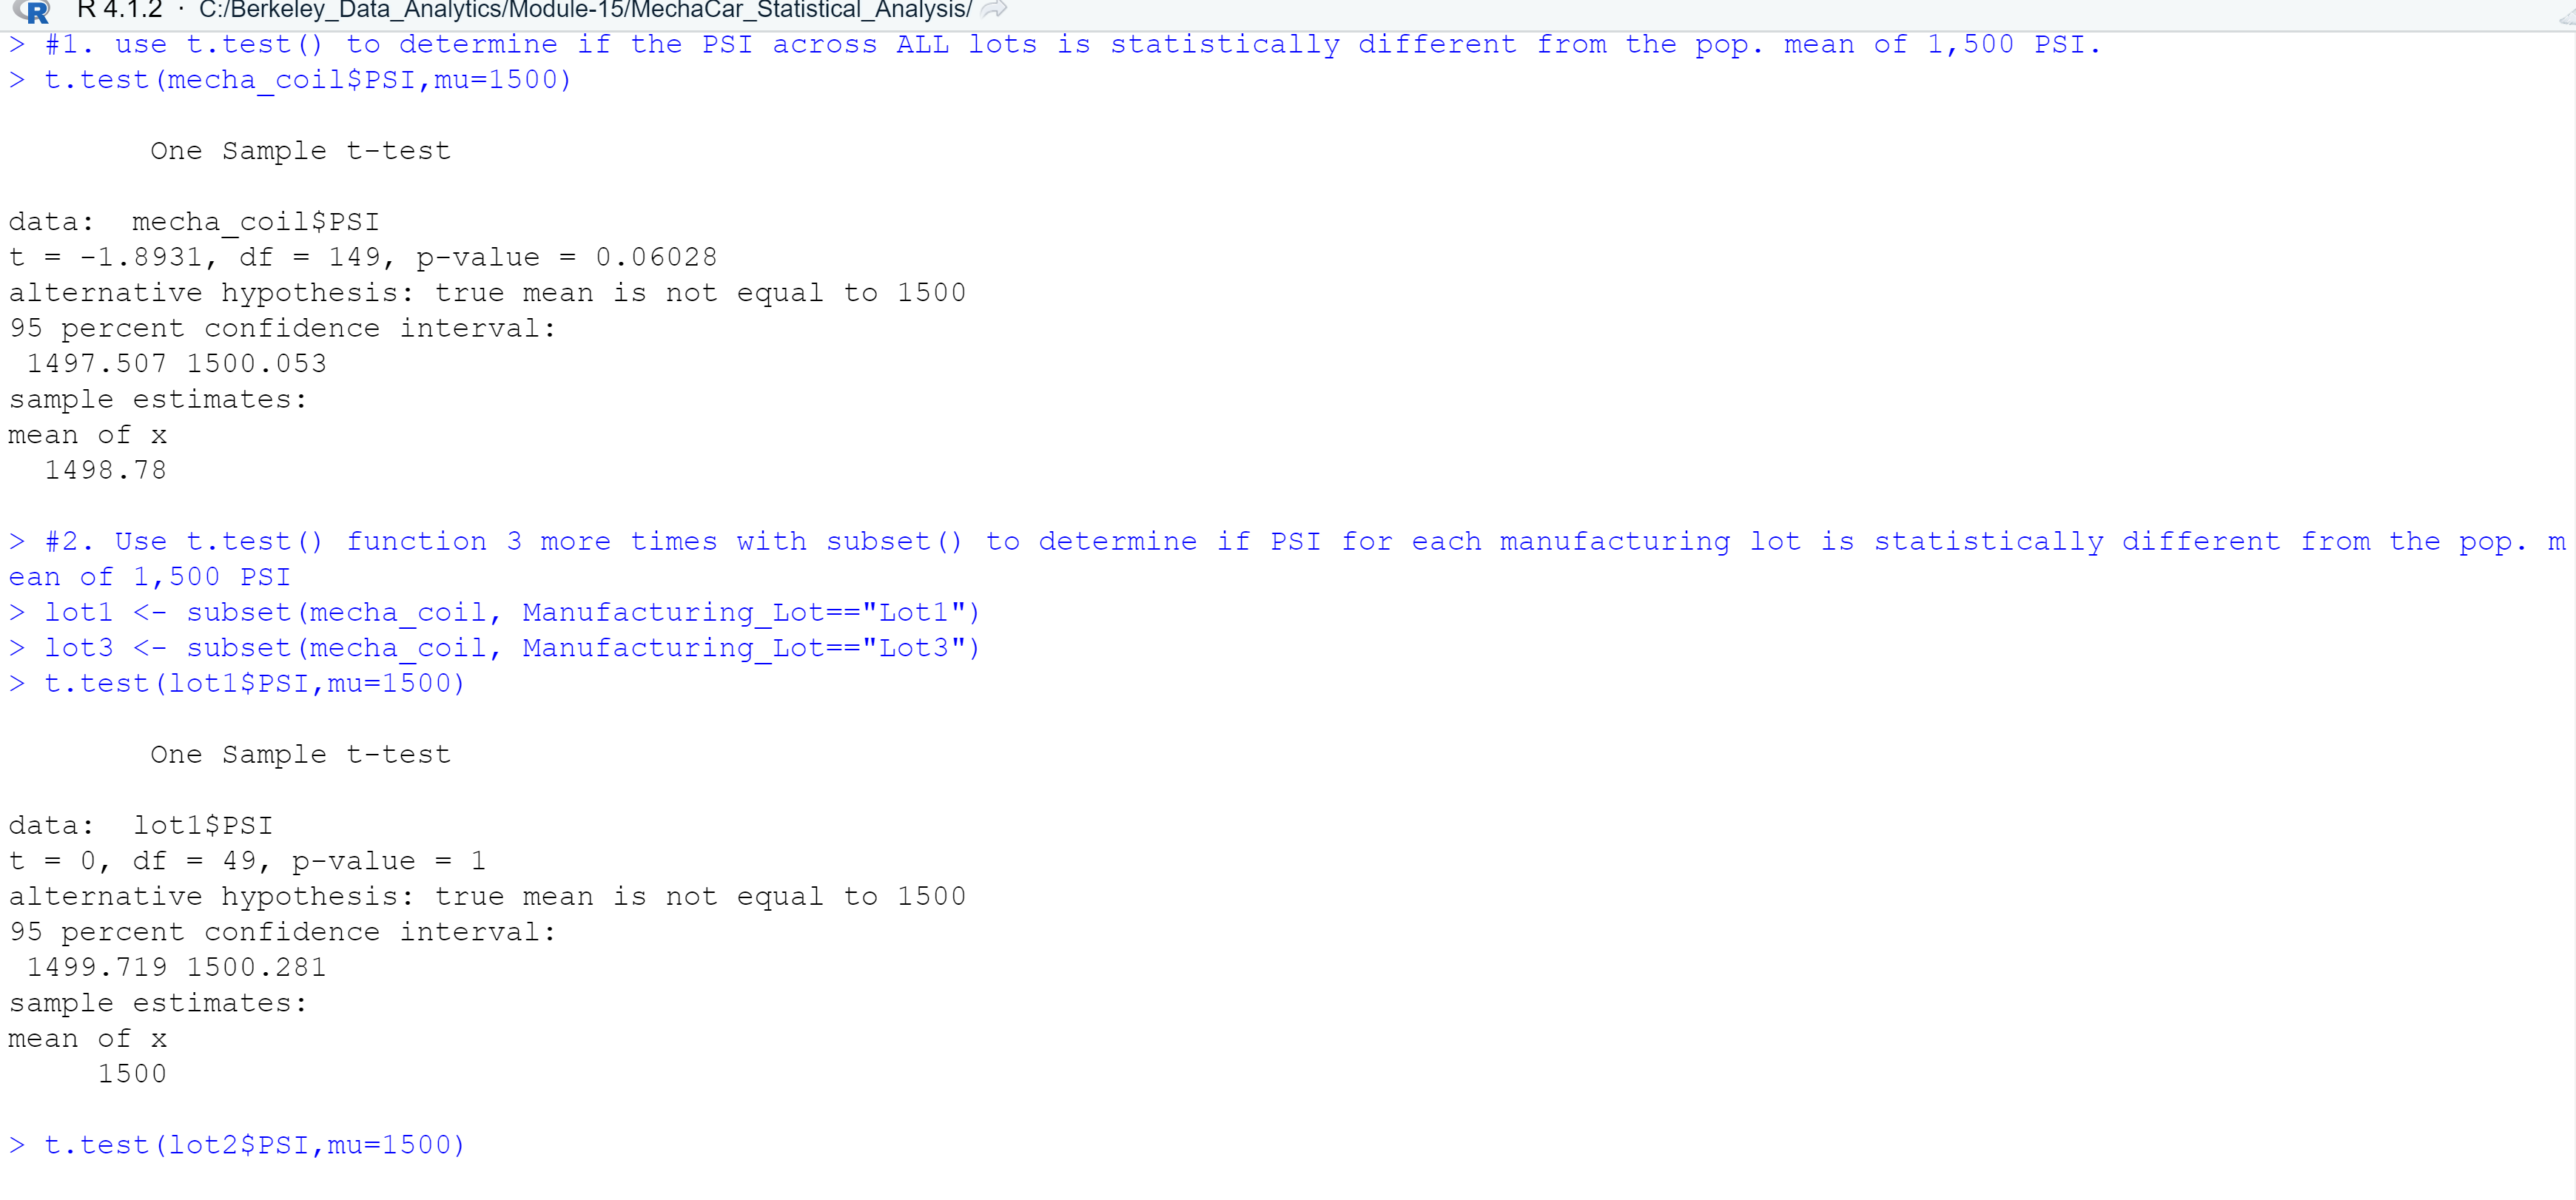 R R 4.1.2 · C:/Berkeley_Data_Analytics/Module-15/MechaCar_Statistical_Analysis/
> #1. use t.test() to determine if the PSI across ALL lots is statistically different from the pop. mean of 1,500 PSI.
> t.test(mecha_coil$PSI,mu=1500)
One Sample t-test
data:  mecha_coil$PSI
t = -1.8931, df = 149, p-value = 0.06028
alternative hypothesis: true mean is not equal to 1500
95 percent confidence interval:
1497.507 1500.053
sample estimates:
mean of x
1498.78
> #2. Use t.test() function 3 more times with subset() to determine if PSI for each manufacturing lot is statistically different from the pop. m
ean of 1,500 PSI
> lot1 <- subset(mecha_coil, Manufacturing_Lot=="Lot1")
> lot3 <- subset(mecha_coil, Manufacturing_Lot=="Lot3")
> t.test(lot1$PSI,mu=1500)
One Sample t-test
data:  lot1$PSI
t = 0, df = 49, p-value = 1
alternative hypothesis: true mean is not equal to 1500
95 percent confidence interval:
1499.719 1500.281
sample estimates:
mean of x
1500
> t.test(lot2$PSI,mu=1500)